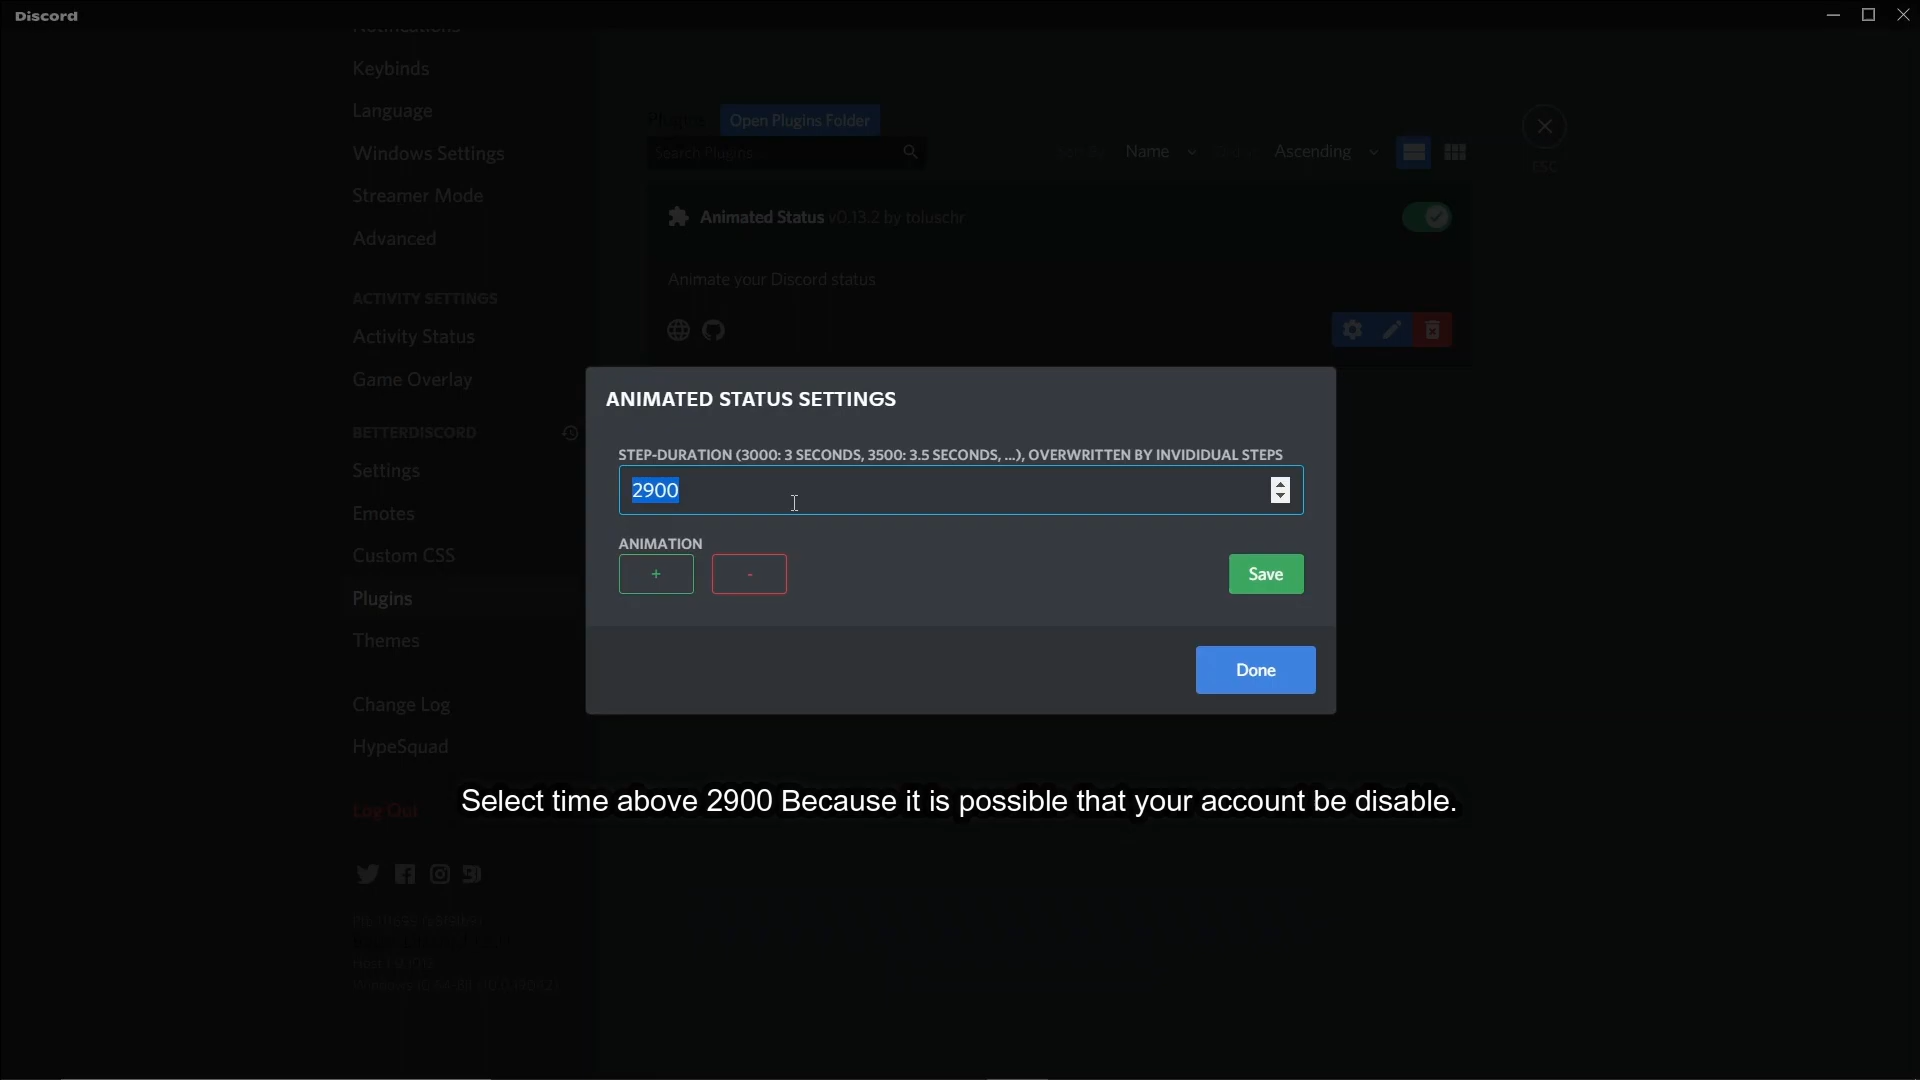 Discord
Notifications
Keybinds
Language
Windows Settings
Streamer Mode
Advanced
ACTIVITY SETTINGS
Activity Status
Game Overlay
BETTERDISCORD
Settings
Emotes
Custom CSS
Plugins
Themes
Change Log
HypeSquad
Log Out
Plugins Open Plugins Folder
Search Plugins...
Name Ascending
ESC
Animated Status v0.13.2 by toluschr
Animate your Discord status
ANIMATED STATUS SETTINGS
STEP-DURATION (3000: 3 SECONDS, 3500: 3.5 SECONDS, ...), OVERWRITTEN BY INVIDIDUAL STEPS
2900
ANIMATION
+ - Save
Done
Select time above 2900 Because it is possible that your account be disable.